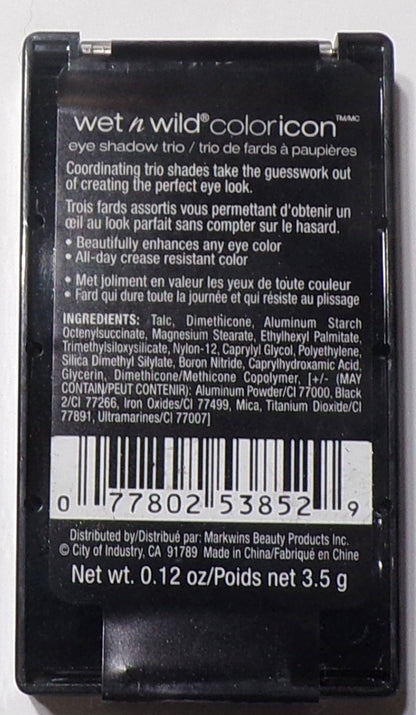 wet n wild® coloricon™/MC
eye shadow trio / trio de fards à paupières
Coordinating trio shades take the guesswork out
of creating the perfect eye look.
Trois fards assortis vous permettant d'obtenir un
œil au look parfait sans compter sur le hasard.
• Beautifully enhances any eye color
• All-day crease resistant color
• Met joliment en valeur les yeux de toute couleur
• Fard qui dure toute la journée et qui résiste au plissage
INGREDIENTS: Talc, Dimethicone, Aluminum Starch
Octenylsuccinate, Magnesium Stearate, Ethylhexyl Palmitate,
Trimethylsiloxysilicate, Nylon-12, Caprylyl Glycol, Polyethylene,
Silica Dimethyl Silylate, Boron Nitride, Caprylhydroxamic Acid,
Glycerin, Dimethicone/Methicone Copolymer, [+/- (MAY
CONTAIN/PEUT CONTENIR): Aluminum Powder/CI 77000, Black
2/CI 77266, Iron Oxides/CI 77499, Mica, Titanium Dioxide/CI
77891, Ultramarines/CI 77007]
0 77802 53852 9
Distributed by/Distribué par: Markwins Beauty Products Inc.
© City of Industry, CA 91789 Made in China/Fabriqué en Chine
Net wt. 0.12 oz/Poids net 3.5 g